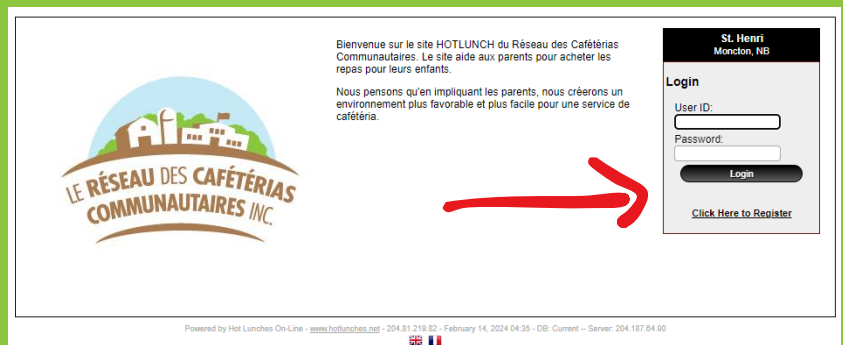 LE RÉSEAU DES CAFÉTÉRIAS
COMMUNAUTAIRES INC.
Bienvenue sur le site HOTLUNCH du Réseau des Cafétérias
Communautaires. Le site aide aux parents pour acheter les
repas pour leurs enfants.
Nous pensons qu'en impliquant les parents, nous créerons un
environnement plus favorable et plus facile pour une service de
cafétéria.
St. Henri
Moncton, NB
Login
User ID:
Password:
Login
Click Here to Register
Powered by Hot Lunches On-Line - www.hotlunches.net - 204.81.219.82 - February 14, 2024 04:35 - DB: Current -- Server: 204.187.64.90